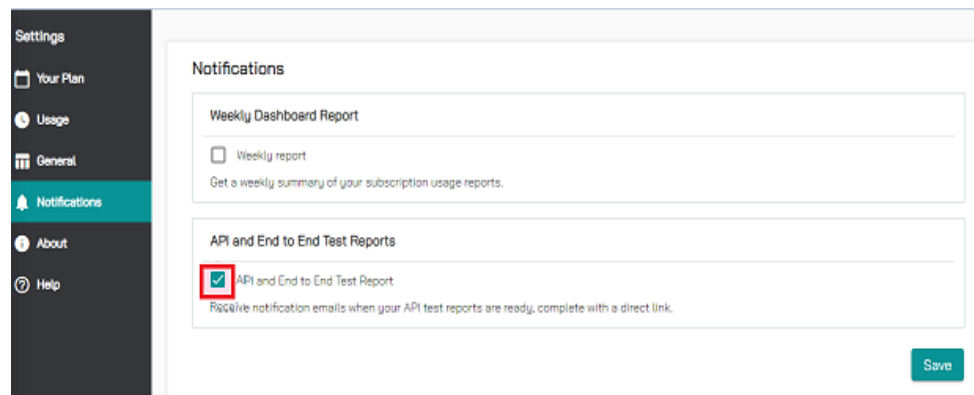 Settings
Your Plan
Usage
General
Notifications
About
Help
Notifications
Weekly Dashboard Report
Weekly report
Get a weekly summary of your subscription usage reports.
API and End to End Test Reports
API and End to End Test Report
Receive notification emails when your API test reports are ready, complete with a direct link.
Save